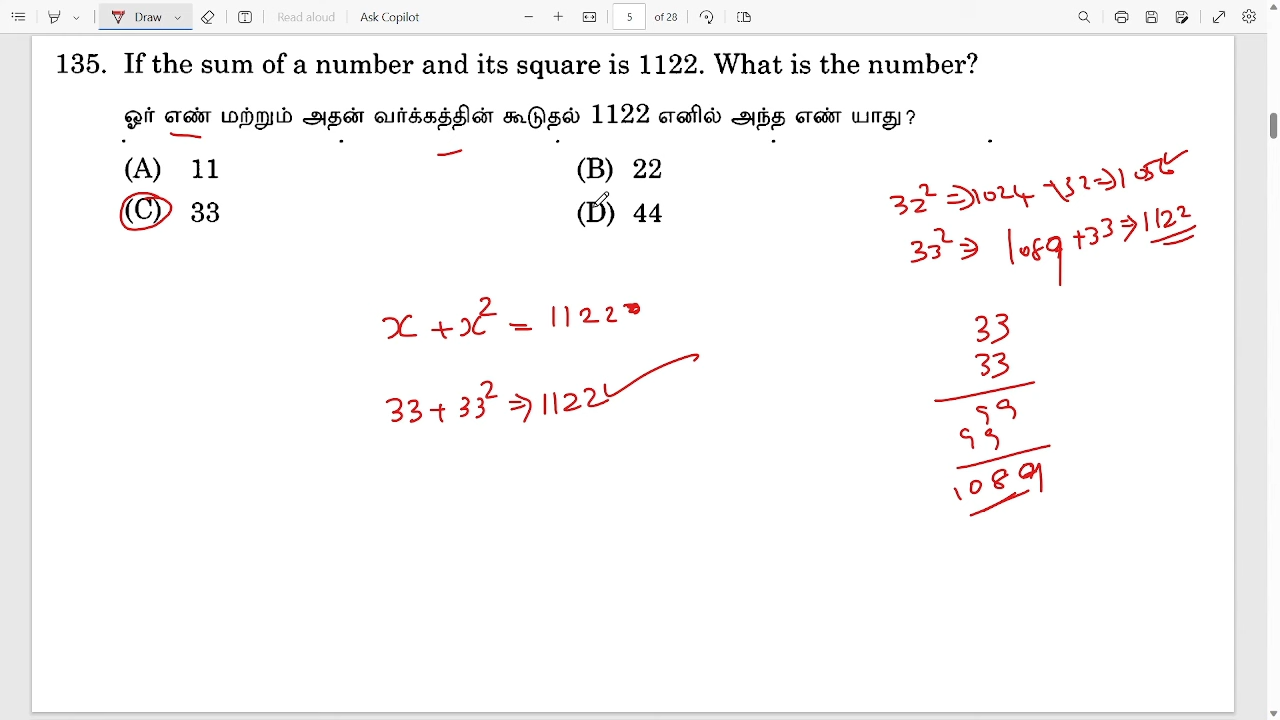 Draw
Read aloud
Ask Copilot
5 of 28
135. If the sum of a number and its square is 1122. What is the number?
ஓர் எண் மற்றும் அதன் வர்க்கத்தின் கூடுதல் 1122 எனில் அந்த எண் யாது?
(A) 11
(B) 22
(C) 33
(D) 44
32² ⇒ 1024 + 32 ⇒ 1056
33² ⇒ 1089 + 33 ⇒ 1122
x + x² = 1122
33 + 33² ⇒ 1122
33
33
99
99
1089